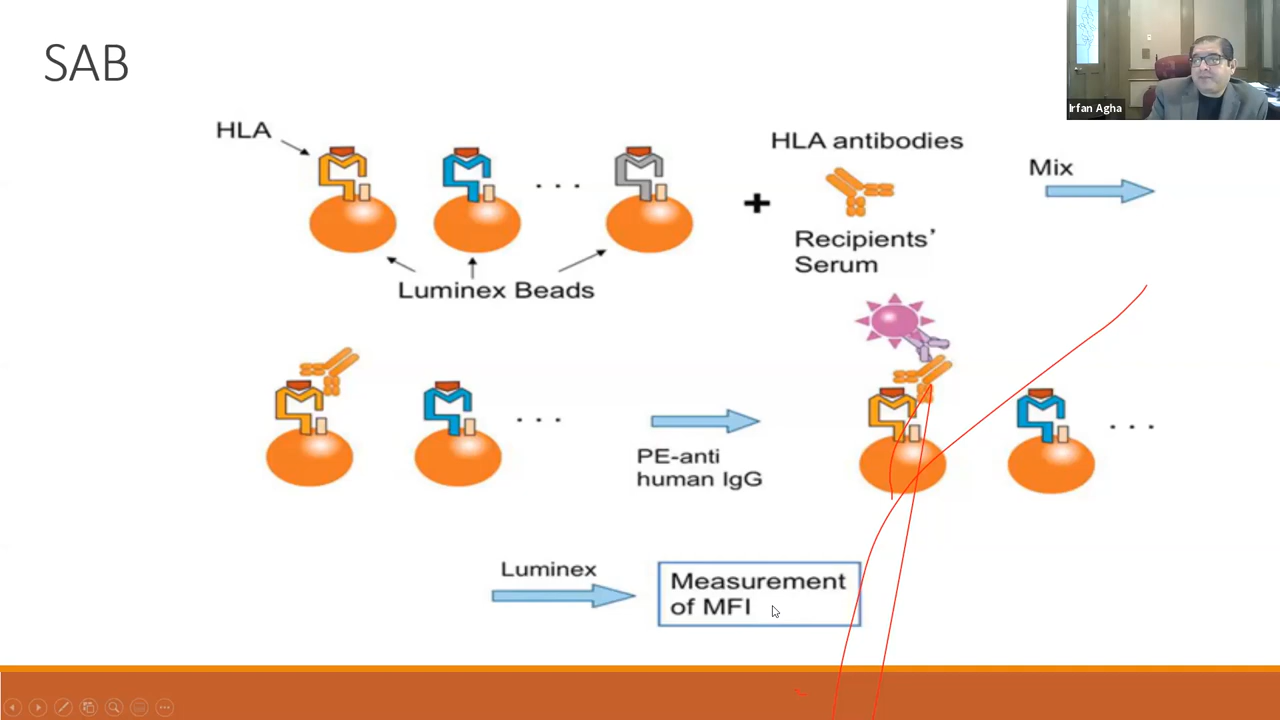 SAB
Irfan Agha
HLA
HLA antibodies
Mix
+
Recipients’
Serum
Luminex Beads
. . .
. . .
PE-anti
human IgG
. . .
Luminex
Measurement
of MFI